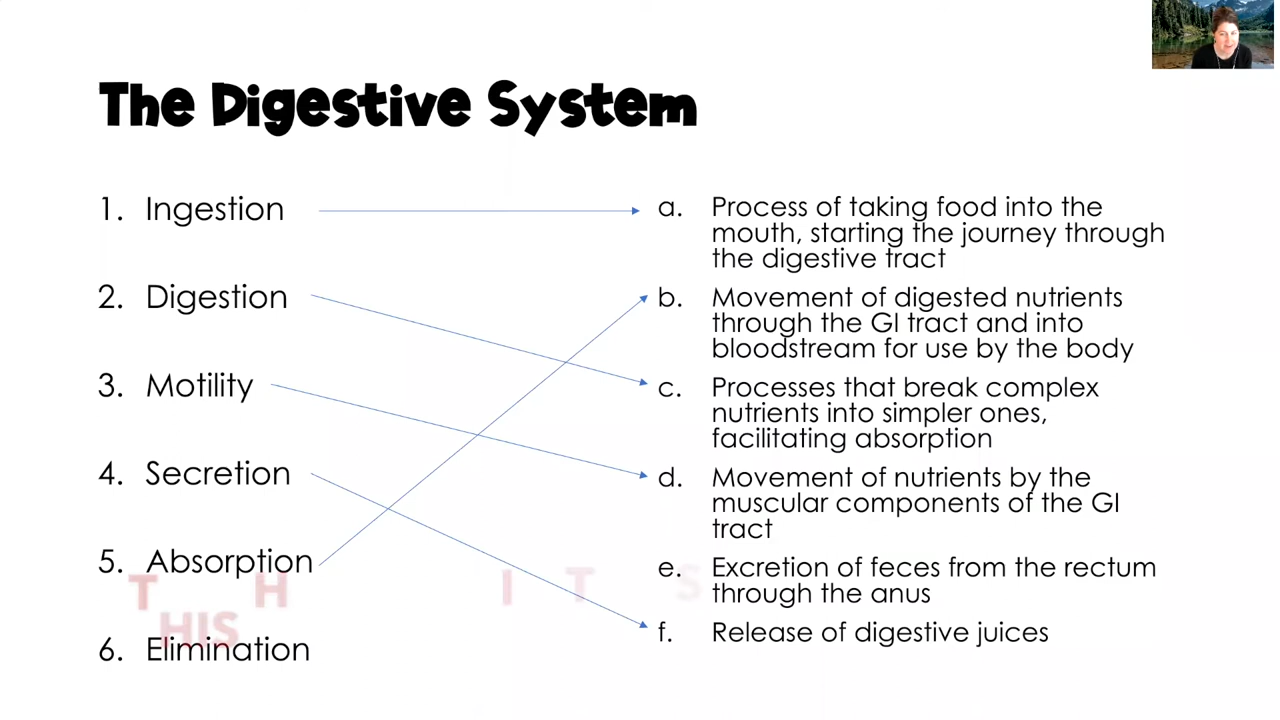 The Digestive System
1. Ingestion
2. Digestion
3. Motility
4. Secretion
5. Absorption
6. Elimination
a. Process of taking food into the
mouth, starting the journey through
the digestive tract
b. Movement of digested nutrients
through the GI tract and into
bloodstream for use by the body
c. Processes that break complex
nutrients into simpler ones,
facilitating absorption
d. Movement of nutrients by the
muscular components of the GI
tract
e. Excretion of feces from the rectum
through the anus
f. Release of digestive juices
T H I T S
HIS